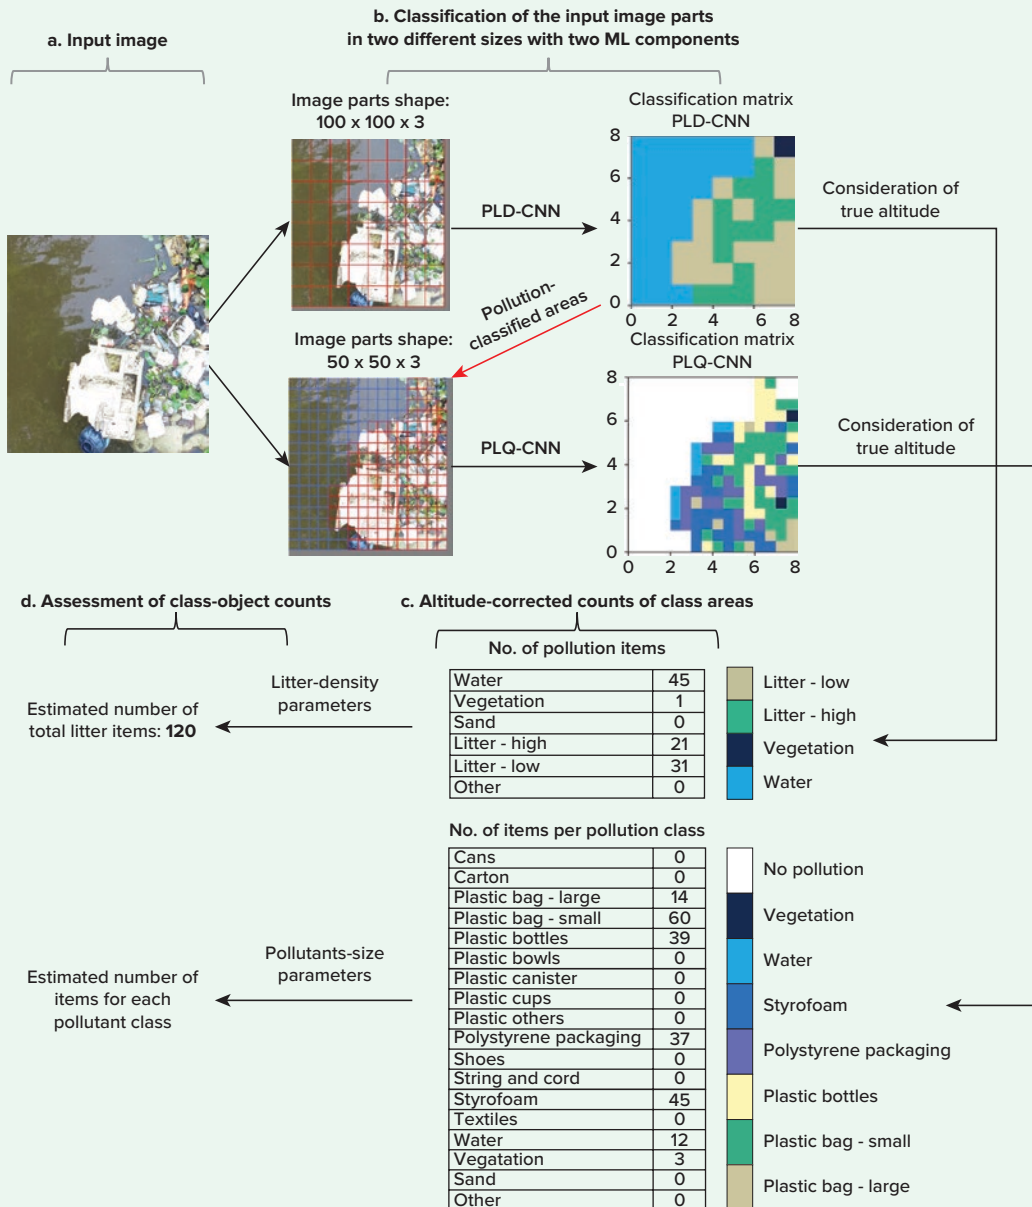 a. Input image
b. Classification of the input image parts
in two different sizes with two ML components
Image parts shape:
100 x 100 x 3
PLD-CNN
Classification matrix
PLD-CNN
8
6
4
2
0
0 2 4 6 8
Consideration of
true altitude
Pollution-
classified areas
Image parts shape:
50 x 50 x 3
PLQ-CNN
Classification matrix
PLQ-CNN
8
6
4
2
0
0 2 4 6 8
Consideration of
true altitude
d. Assessment of class-object counts
c. Altitude-corrected counts of class areas
Estimated number of
total litter items: 120
Litter-density
parameters
No. of pollution items
Water 45
Vegetation 1
Sand 0
Litter - high 21
Litter - low 31
Other 0
Litter - low
Litter - high
Vegetation
Water
Estimated number of
items for each
pollutant class
Pollutants-size
parameters
No. of items per pollution class
Cans 0
Carton 0
Plastic bag - large 14
Plastic bag - small 60
Plastic bottles 39
Plastic bowls 0
Plastic canister 0
Plastic cups 0
Plastic others 0
Polystyrene packaging 37
Shoes 0
String and cord 0
Styrofoam 45
Textiles 0
Water 12
Vegatation 3
Sand 0
Other 0
No pollution
Vegetation
Water
Styrofoam
Polystyrene packaging
Plastic bottles
Plastic bag - small
Plastic bag - large